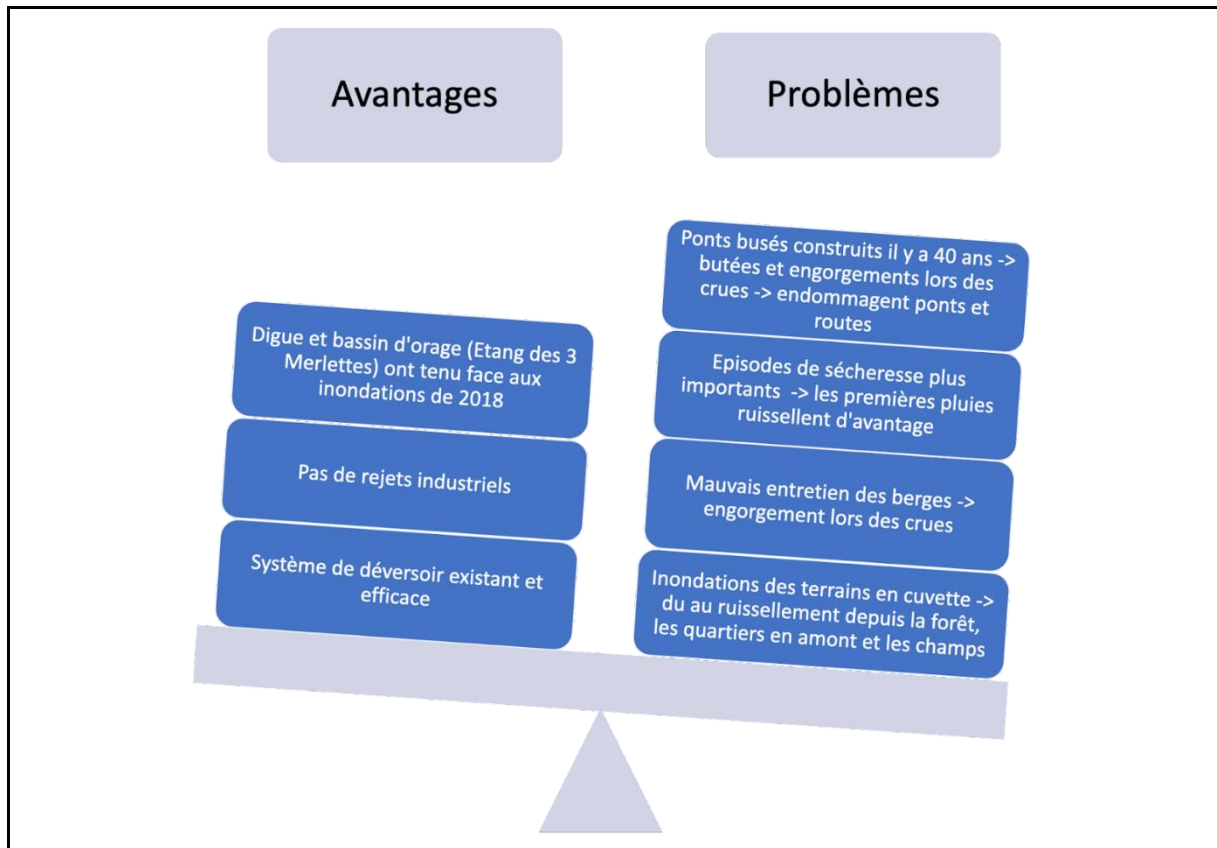 Avantages
Digue et bassin d'orage (Etang des 3
Merlettes) ont tenu face aux
inondations de 2018
Pas de rejets industriels
Système de déversoir existant et
efficace
Problèmes
Ponts busés construits il y a 40 ans ->
butées et engorgements lors des
crues -> endommagent ponts et
routes
Episodes de sécheresse plus
importants -> les premières pluies
ruissellent d'avantage
Mauvais entretien des berges ->
engorgement lors des crues
Inondations des terrains en cuvette ->
du au ruissellement depuis la forêt,
les quartiers en amont et les champs